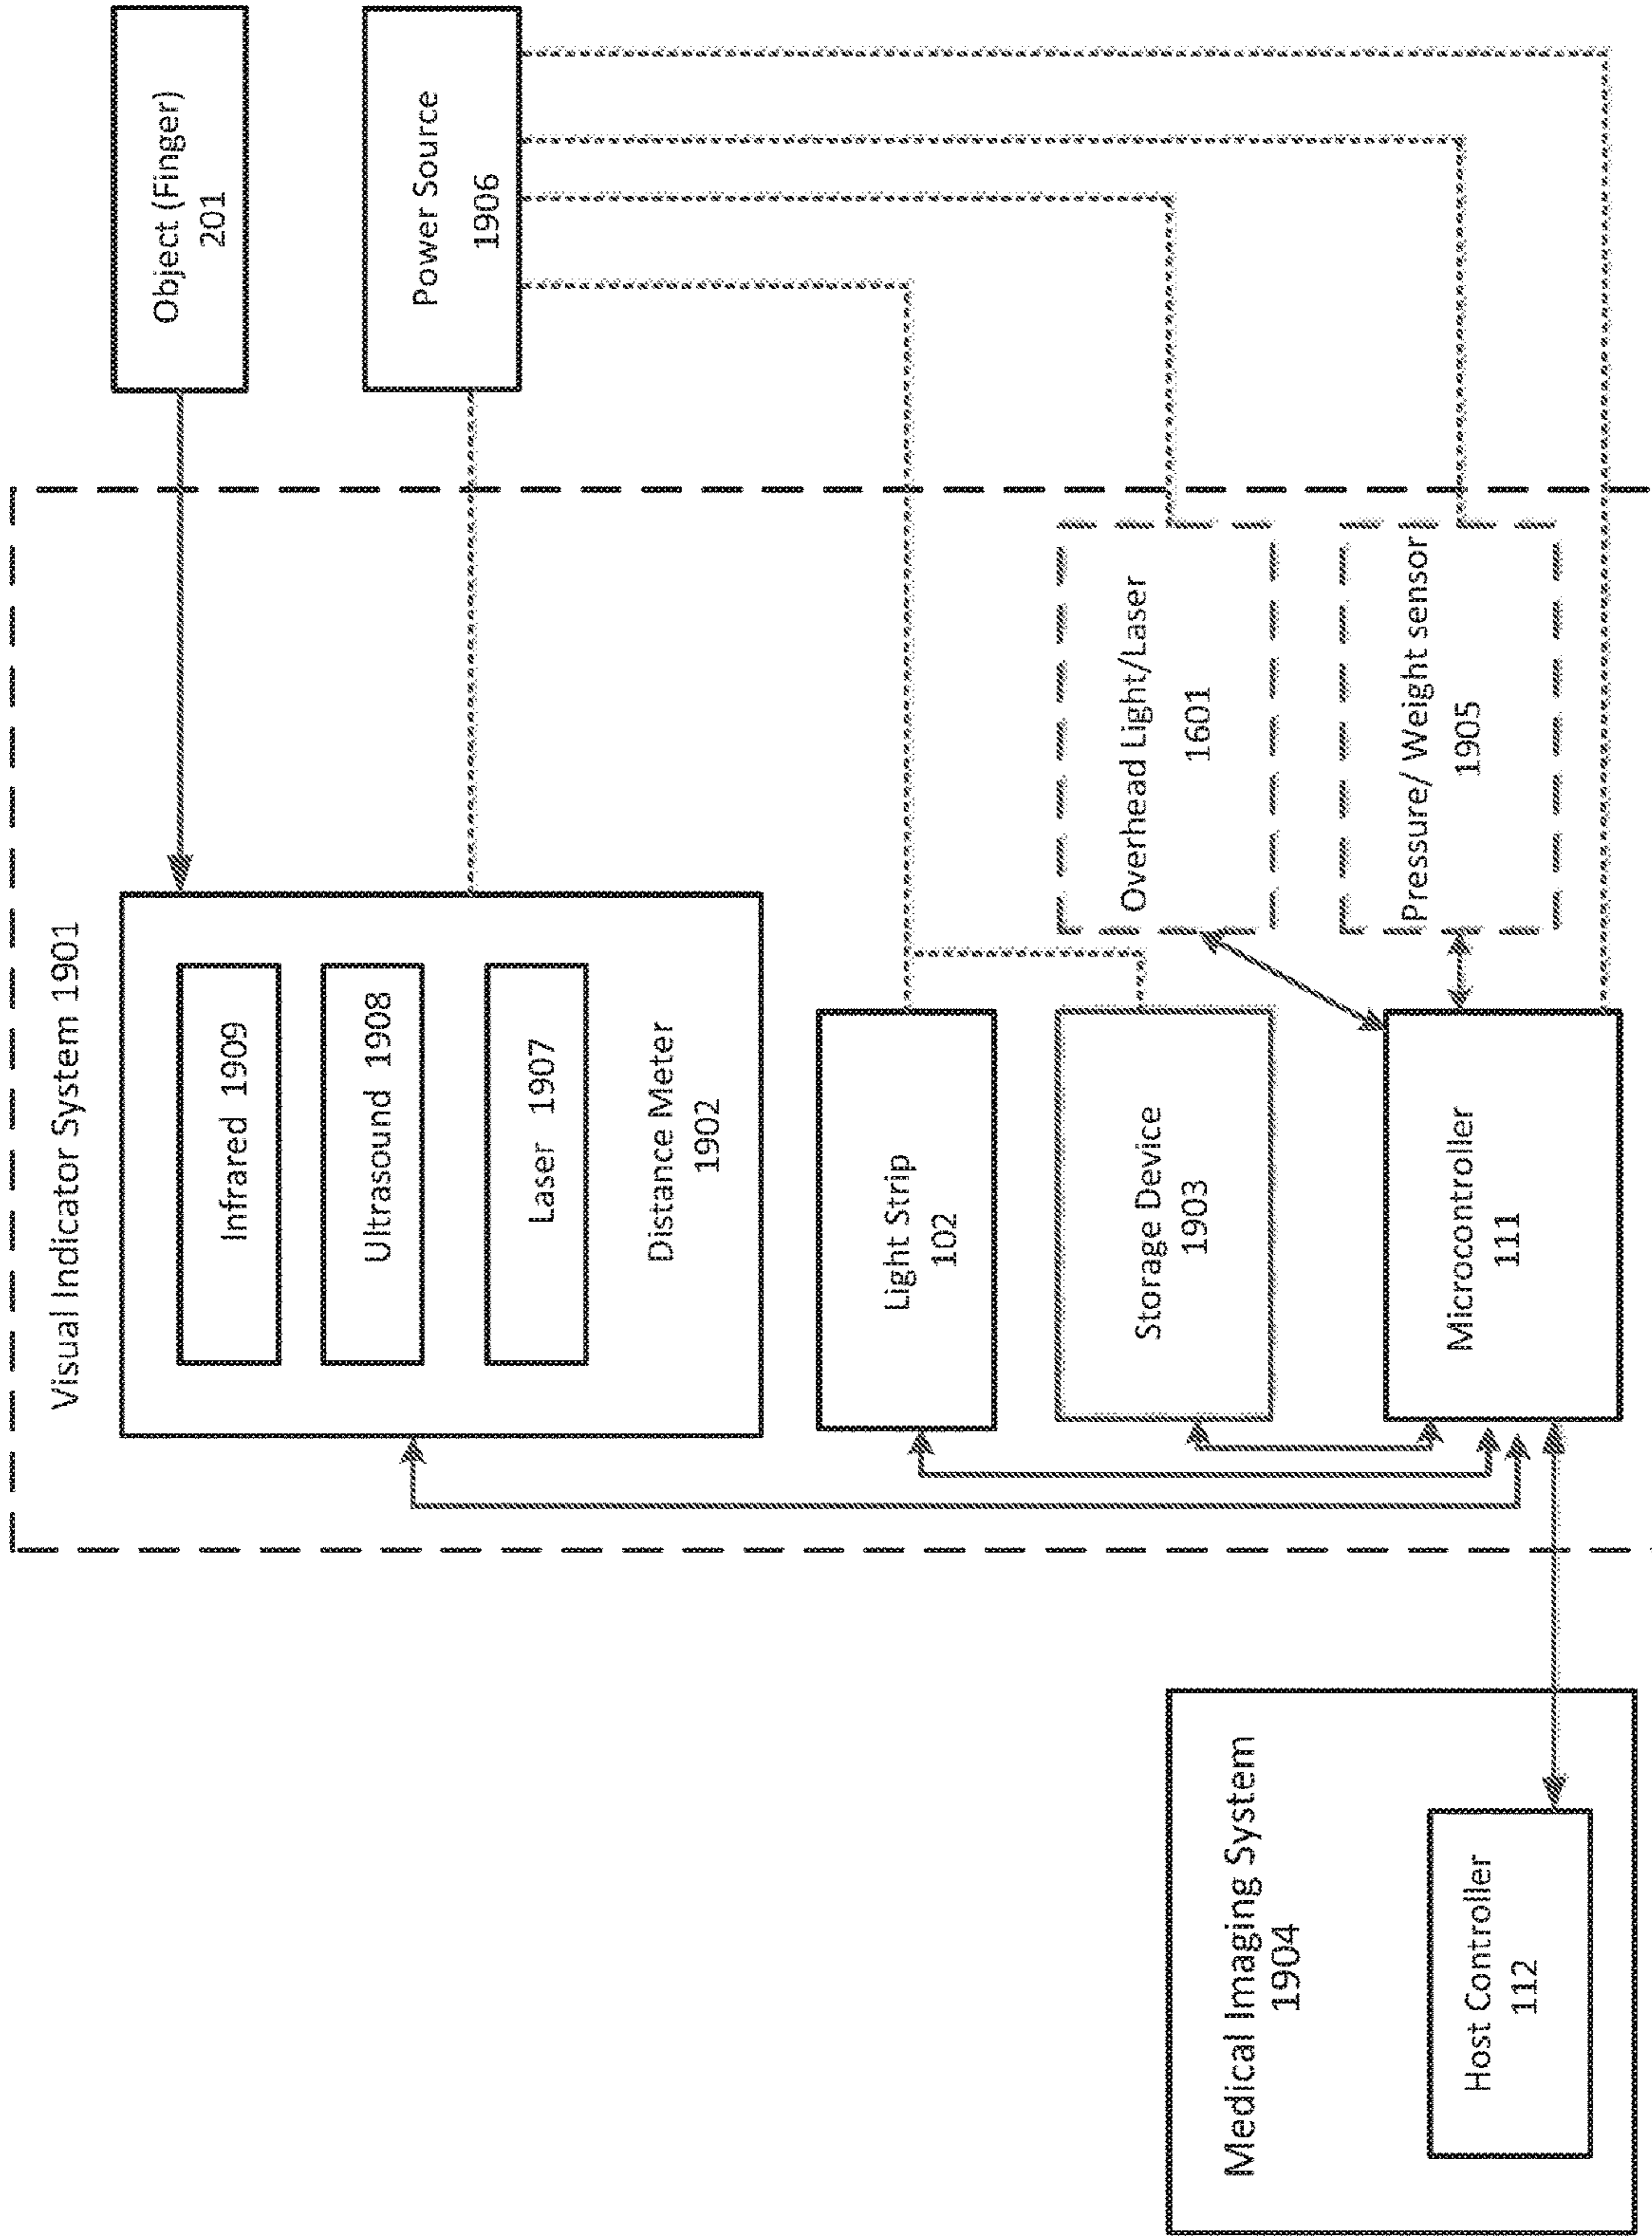 Visual Indicator System 1901
Infrared 1909
Ultrasound 1908
Laser 1907
Distance Meter
1902
Object (Finger)
201
Power Source
1906
Light Strip
102
Storage Device
1903
Overhead Light/Laser
1601
Microcontroller
111
Pressure/ Weight sensor
1905
Medical Imaging System
1904
Host Controller
112